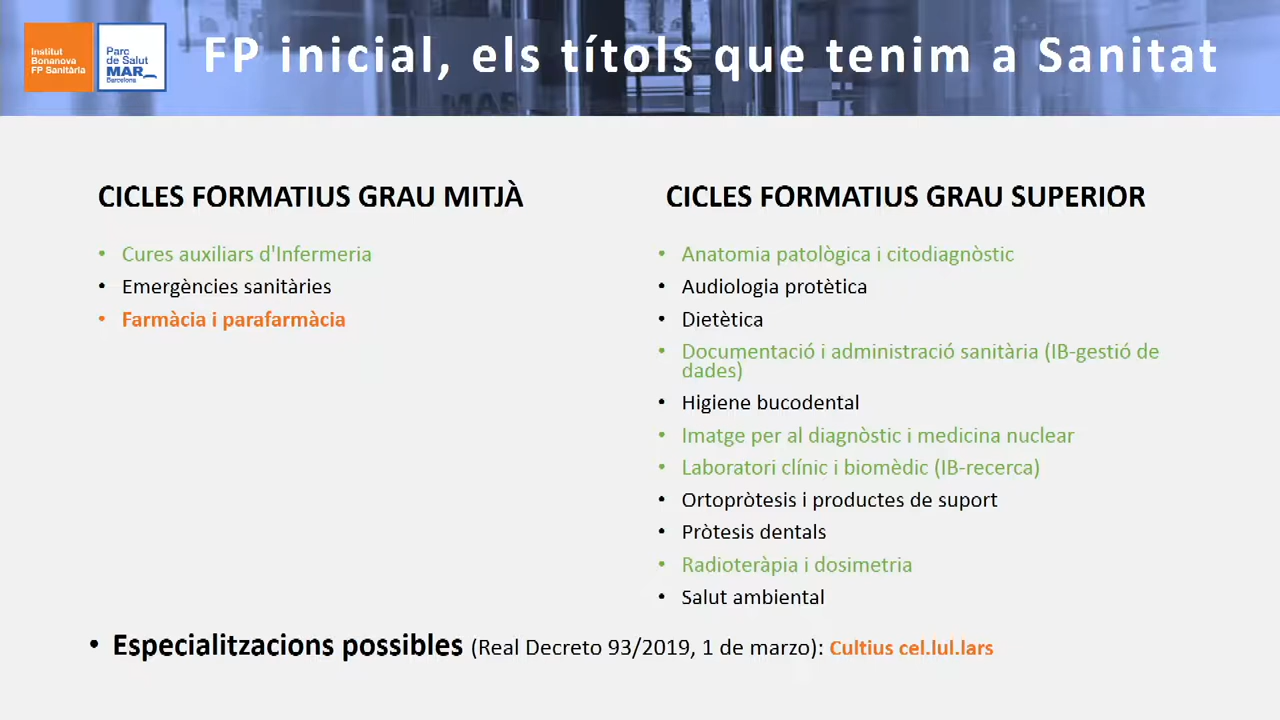 Institut
Bonanova
FP Sanitària
Parc
de Salut
MAR
Barcelona
FP inicial, els títols que tenim a Sanitat
MAR
CICLES FORMATIUS GRAU MITJÀ
• Cures auxiliars d'Infermeria
• Emergències sanitàries
• Farmàcia i parafarmàcia
CICLES FORMATIUS GRAU SUPERIOR
• Anatomia patològica i citodiagnòstic
• Audiologia protètica
• Dietètica
• Documentació i administració sanitària (IB-gestió de
dades)
• Higiene bucodental
• Imatge per al diagnòstic i medicina nuclear
• Laboratori clínic i biomèdic (IB-recerca)
• Ortopròtesis i productes de suport
• Pròtesis dentals
• Radioteràpia i dosimetria
• Salut ambiental
• Especialitzacions possibles (Real Decreto 93/2019, 1 de marzo): Cultius cel.lul.lars